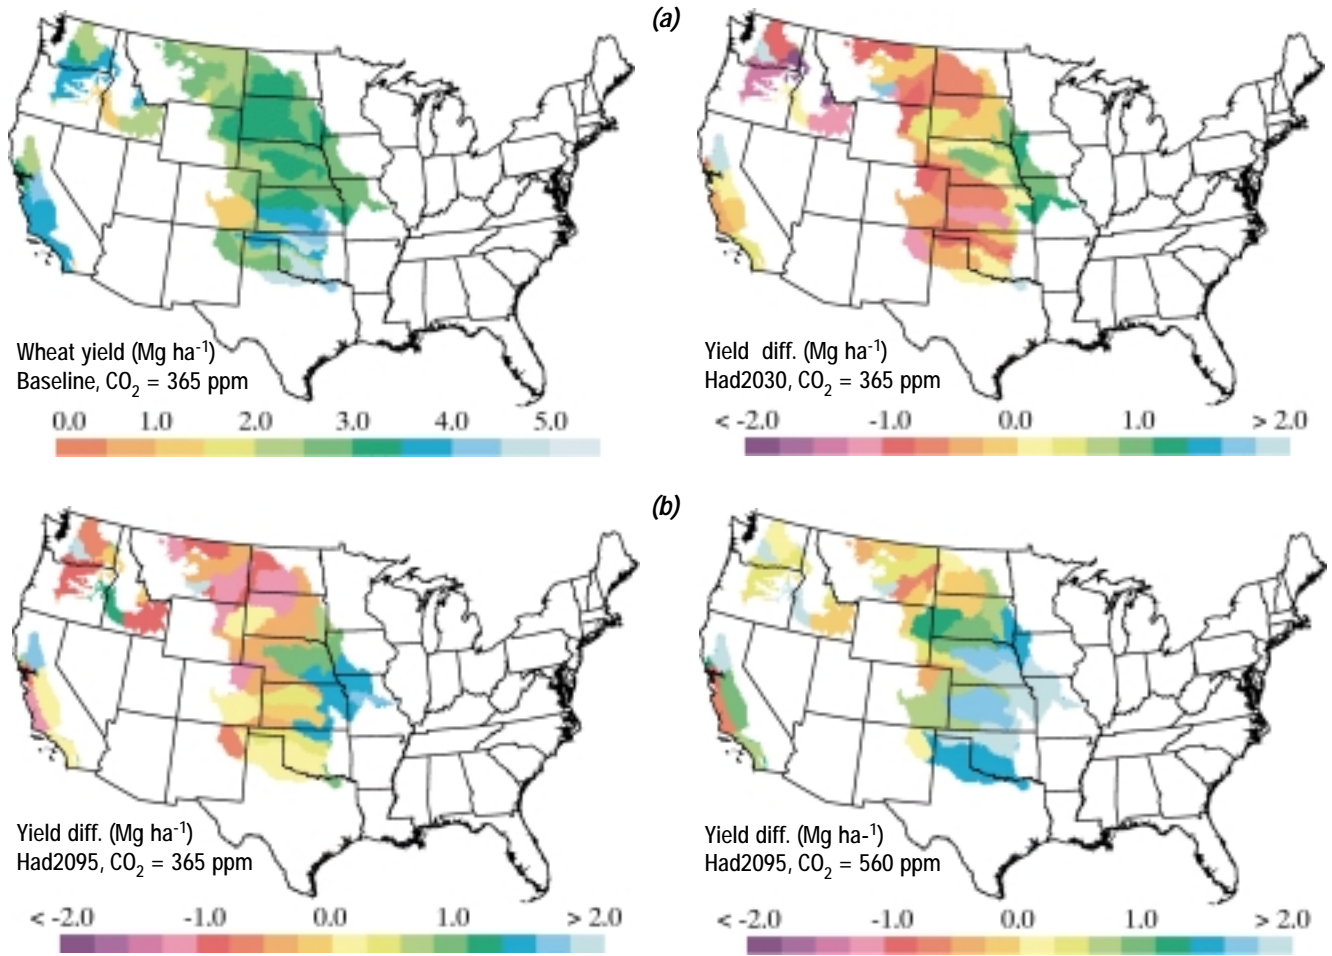 (a)
Wheat yield (Mg ha-1)
Baseline, CO2 = 365 ppm
0.0 1.0 2.0 3.0 4.0 5.0
Yield diff. (Mg ha-1)
Had2030, CO2 = 365 ppm
< -2.0 -1.0 0.0 1.0 > 2.0
(b)
Yield diff. (Mg ha-1)
Had2095, CO2 = 365 ppm
< -2.0 -1.0 0.0 1.0 > 2.0
Yield diff. (Mg ha-1)
Had2095, CO2 = 560 ppm
< -2.0 -1.0 0.0 1.0 > 2.0